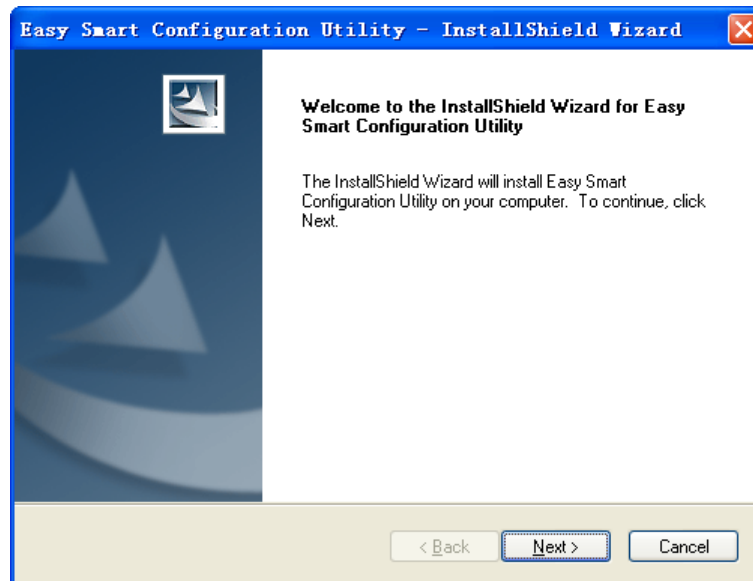 Easy Smart Configuration Utility - InstallShield Wizard
Welcome to the InstallShield Wizard for Easy
Smart Configuration Utility
The InstallShield Wizard will install Easy Smart
Configuration Utility on your computer. To continue, click
Next.
< Back
Next >
Cancel